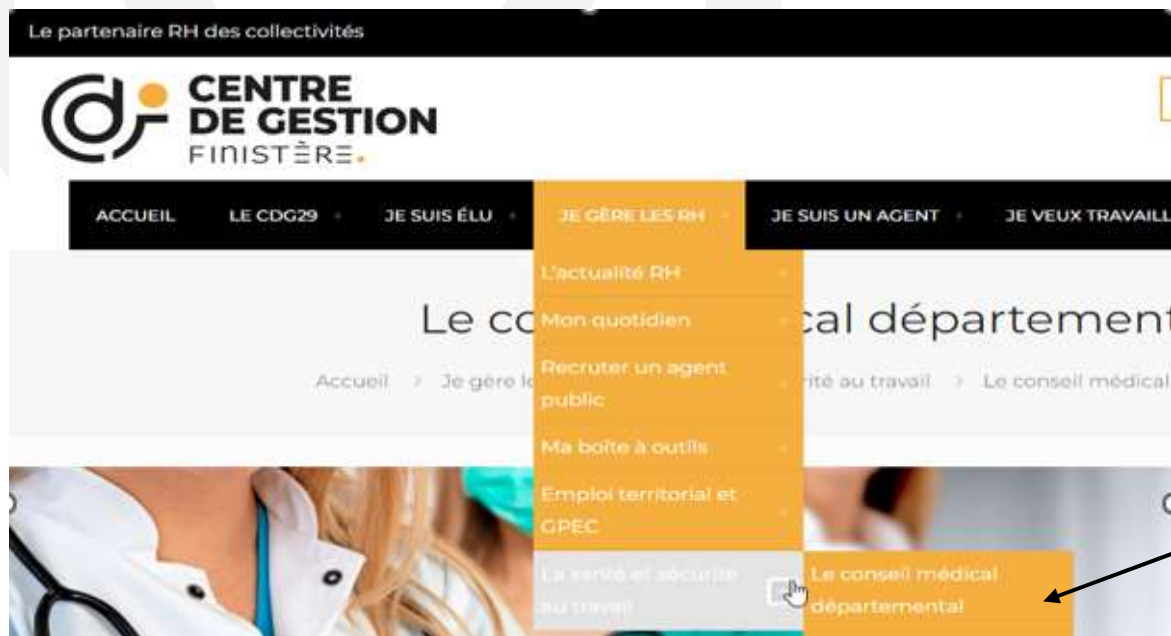 Le partenaire RH des collectivités
CENTRE
DE GESTION
FINISTÈRE.
ACCUEIL LE CDG29 JE SUIS ÉLU JE GÈRE LES RH JE SUIS UN AGENT JE VEUX TRAVAILL
L'actualité RH
Le co cal département
Mon quotidien
Accueil > Je gère le rité au travail > Le conseil médical
Recruter un agent
public
Ma boîte à outils
Emploi territorial et
GPEC
La santé et sécurité
au travail
Le conseil médical
départemental